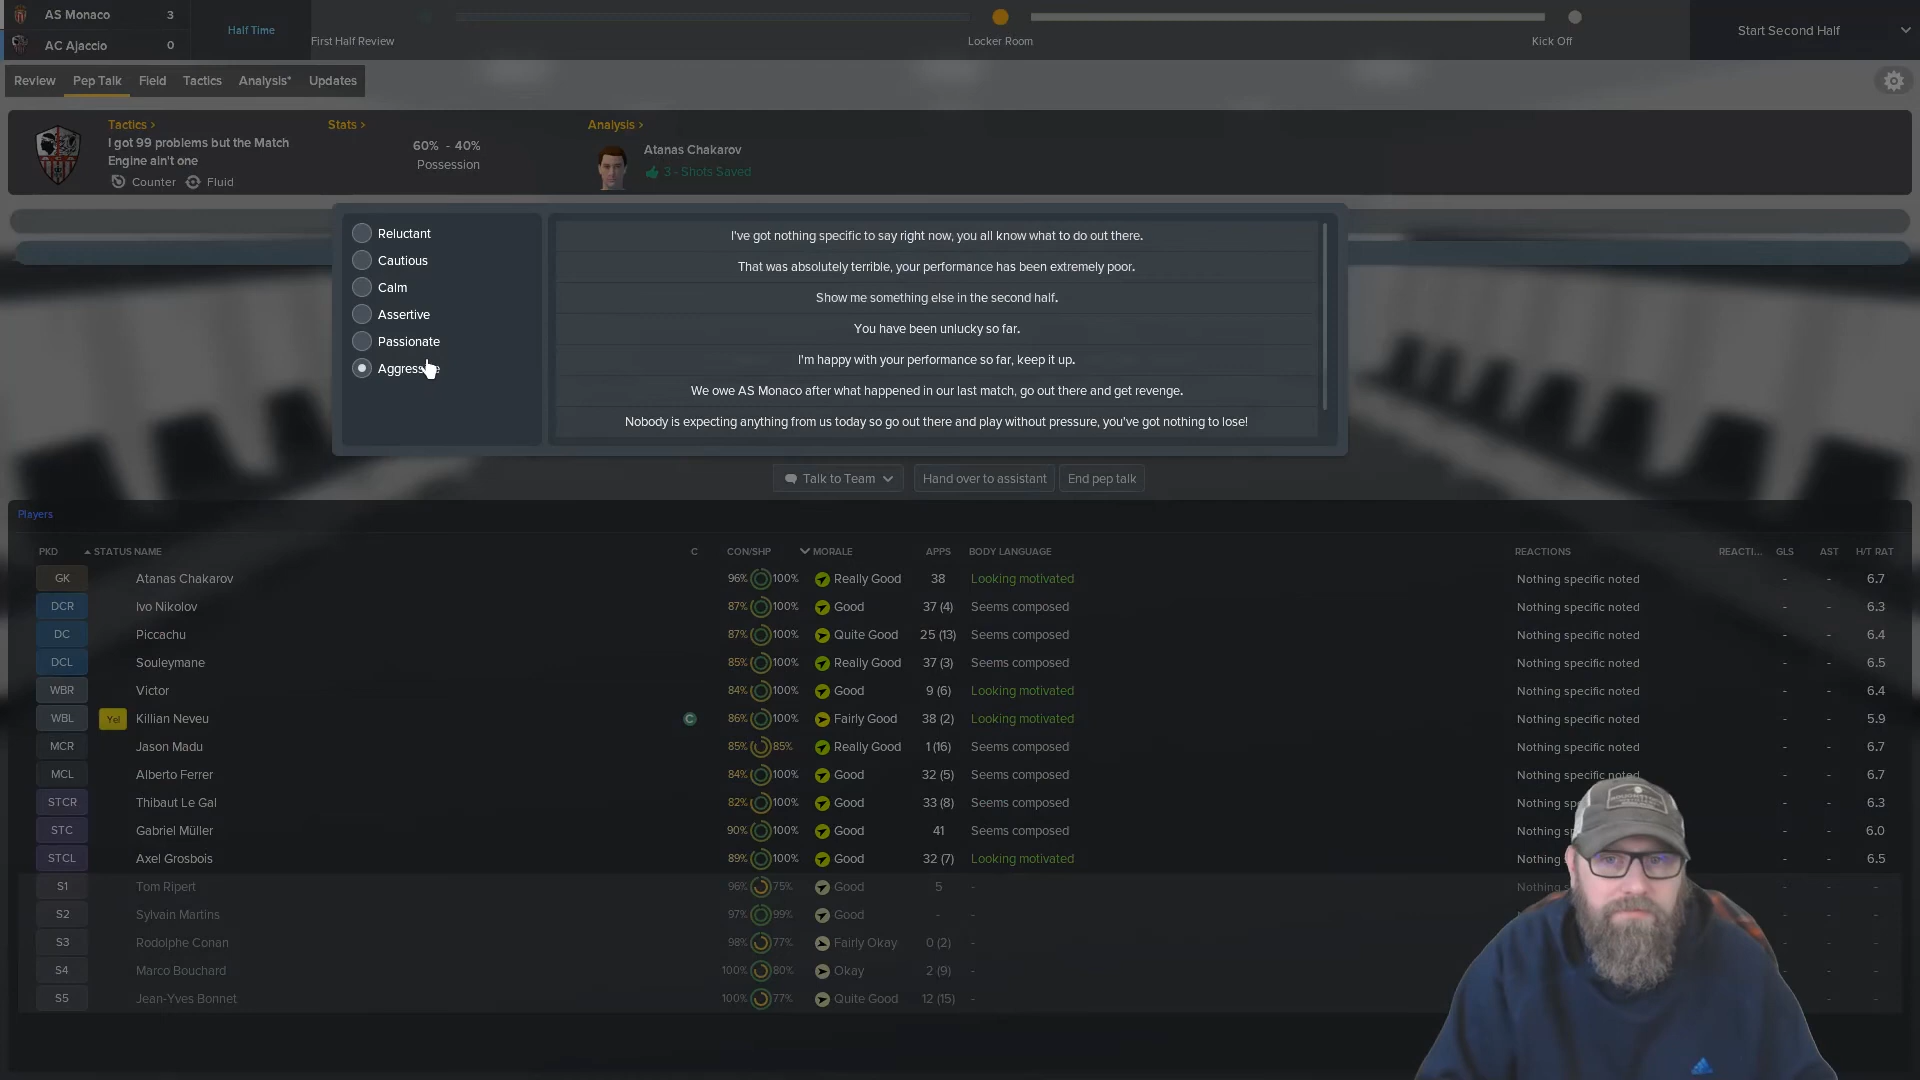 AS Monaco 3
AC Ajaccio 0
Half Time
First Half Review
Locker Room
Kick Off
Start Second Half
Review Pep Talk Field Tactics Analysis* Updates
Tactics >
I got 99 problems but the Match
Engine ain't one
Counter Fluid
Stats >
60% - 40%
Possession
Analysis >
Atanas Chakarov
3 - Shots Saved
Reluctant
Cautious
Calm
Assertive
Passionate
I've got nothing specific to say right now, you all know what to do out there.
That was absolutely terrible, your performance has been extremely poor.
Show me something else in the second half.
You have been unlucky so far.
I'm happy with your performance so far, keep it up.
We owe AS Monaco after what happened in our last match, go out there and get revenge.
Nobody is expecting anything from us today so go out there and play without pressure, you've got nothing to lose!
Talk to Team Hand over to assistant End pep talk
Players
PKD STATUS NAME C CON/SHP MORALE APPS BODY LANGUAGE REACTIONS REACTI... GLS AST H/T RAT
GK Atanas Chakarov 96% 100% Really Good 38 Looking motivated Nothing specific noted - - 6.7
DCR Ivo Nikolov 87% 100% Good 37 (4) Seems composed Nothing specific noted - - 6.3
DC Piccachu 87% 100% Quite Good 25 (13) Seems composed Nothing specific noted - - 6.4
DCL Souleymane 85% 100% Really Good 37 (3) Seems composed Nothing specific noted - - 6.5
WBR Victor 84% 100% Good 9 (6) Looking motivated Nothing specific noted - - 6.4
WBL Yel Killian Neveu C 86% 100% Fairly Good 38 (2) Looking motivated Nothing specific noted - - 5.9
MCR Jason Madu 85% 85% Really Good 1 (16) Seems composed Nothing specific noted - - 6.7
MCL Alberto Ferrer 84% 100% Good 32 (5) Seems composed Nothing specific noted - - 6.7
STCR Thibaut Le Gal 82% 100% Good 33 (8) Seems composed Nothing - - 6.3
STC Gabriel Müller 90% 100% Good 41 Seems composed Nothing - - 6.0
STCL Axel Grosbois 89% 100% Good 32 (7) Looking motivated Nothing - - 6.5
S1 Tom Ripert 96% 75% Good 5 - Nothing - - -
S2 Sylvain Martins 97% 99% Good - - - - -
S3 Rodolphe Conan 98% 77% Fairly Okay 0 (2) - - - -
S4 Marco Bouchard 100% 80% Okay 2 (9) - - - -
S5 Jean-Yves Bonnet 100% 77% Quite Good 12 (15) - - - -